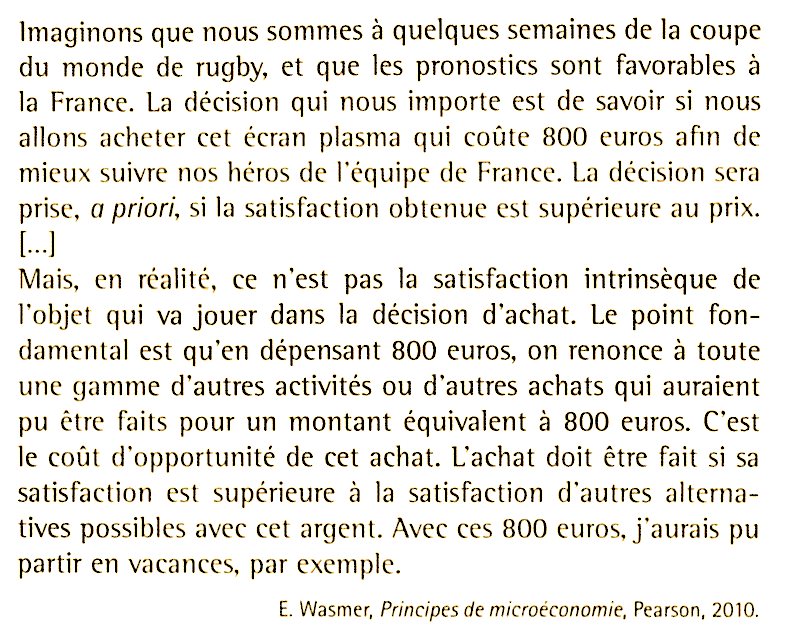 Imaginons que nous sommes à quelques semaines de la coupe
du monde de rugby, et que les pronostics sont favorables à
la France. La décision qui nous importe est de savoir si nous
allons acheter cet écran plasma qui coûte 800 euros afin de
mieux suivre nos héros de l'équipe de France. La décision sera
prise, a priori, si la satisfaction obtenue est supérieure au prix.
[...]
Mais, en réalité, ce n'est pas la satisfaction intrinsèque de
l'objet qui va jouer dans la décision d'achat. Le point fon-
damental est qu'en dépensant 800 euros, on renonce à toute
une gamme d'autres activités ou d'autres achats qui auraient
pu être faits pour un montant équivalent à 800 euros. C'est
le coût d'opportunité de cet achat. L'achat doit être fait si sa
satisfaction est supérieure à la satisfaction d'autres alterna-
tives possibles avec cet argent. Avec ces 800 euros, j'aurais pu
partir en vacances, par exemple.
E. Wasmer, Principes de microéconomie, Pearson, 2010.